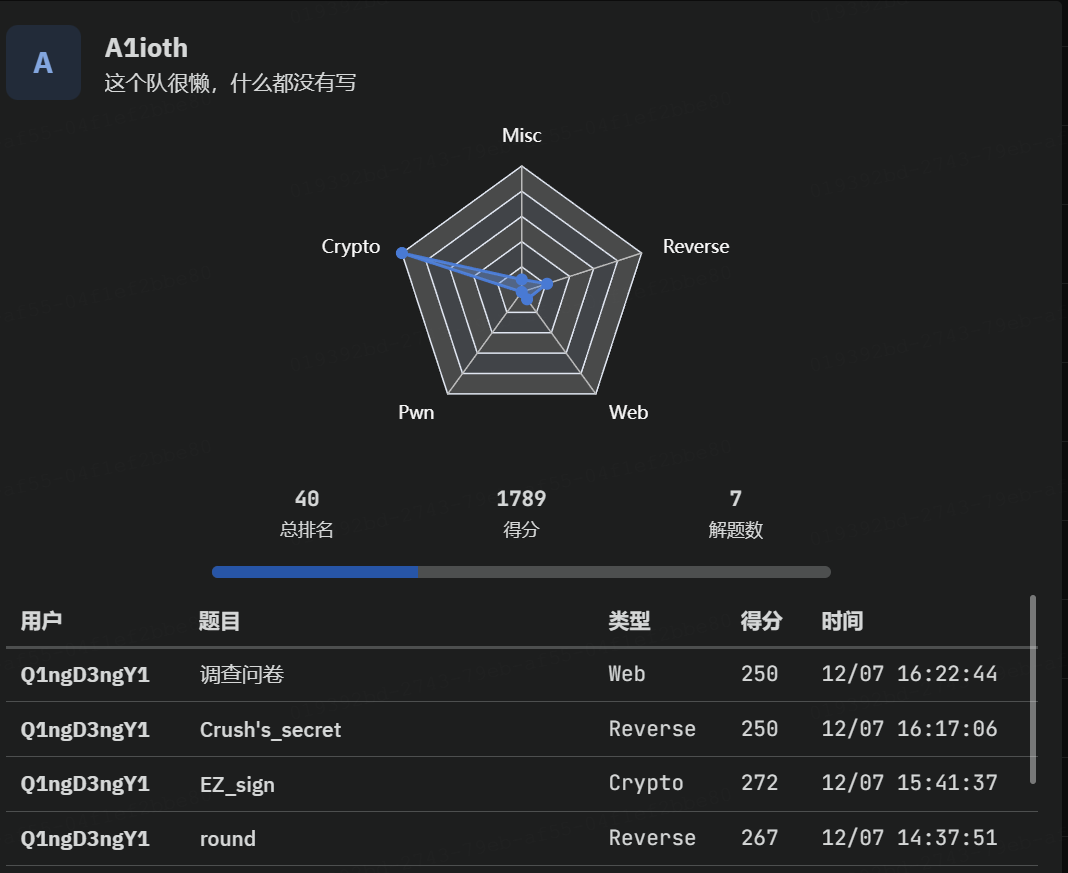 A
A1ioth
这个队很懒，什么都没有写
Misc
Crypto
Reverse
Pwn
Web
40
1789
7
总排名
得分
解题数
用户 题目 类型 得分 时间
Q1ngD3ngY1 调查问卷 Web 250 12/07 16:22:44
Q1ngD3ngY1 Crush's_secret Reverse 250 12/07 16:17:06
Q1ngD3ngY1 EZ_sign Crypto 272 12/07 15:41:37
Q1ngD3ngY1 round Reverse 267 12/07 14:37:51